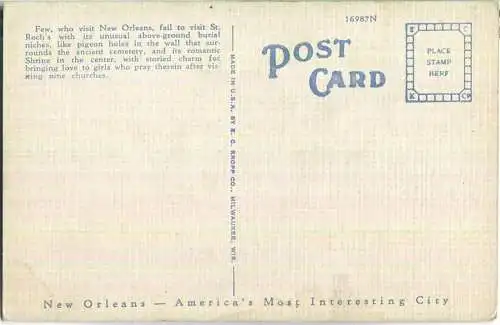 Few, who visit New Orleans, fail to visit St.
Roch's with its unusual above-ground burial
niches, like pigeon holes in the wall that sur-
rounds the ancient cemetery, and its romantic
Shrine in the center, with storied charm for
bringing love to girls who pray therein after vis-
iting nine churches.
16987N
POST
CARD
PLACE
STAMP
HERE
E
C
K
Co
MADE IN U.S.A. BY E. C. KROPP CO., MILWAUKEE, WIS.
New Orleans — America's Most Interesting City